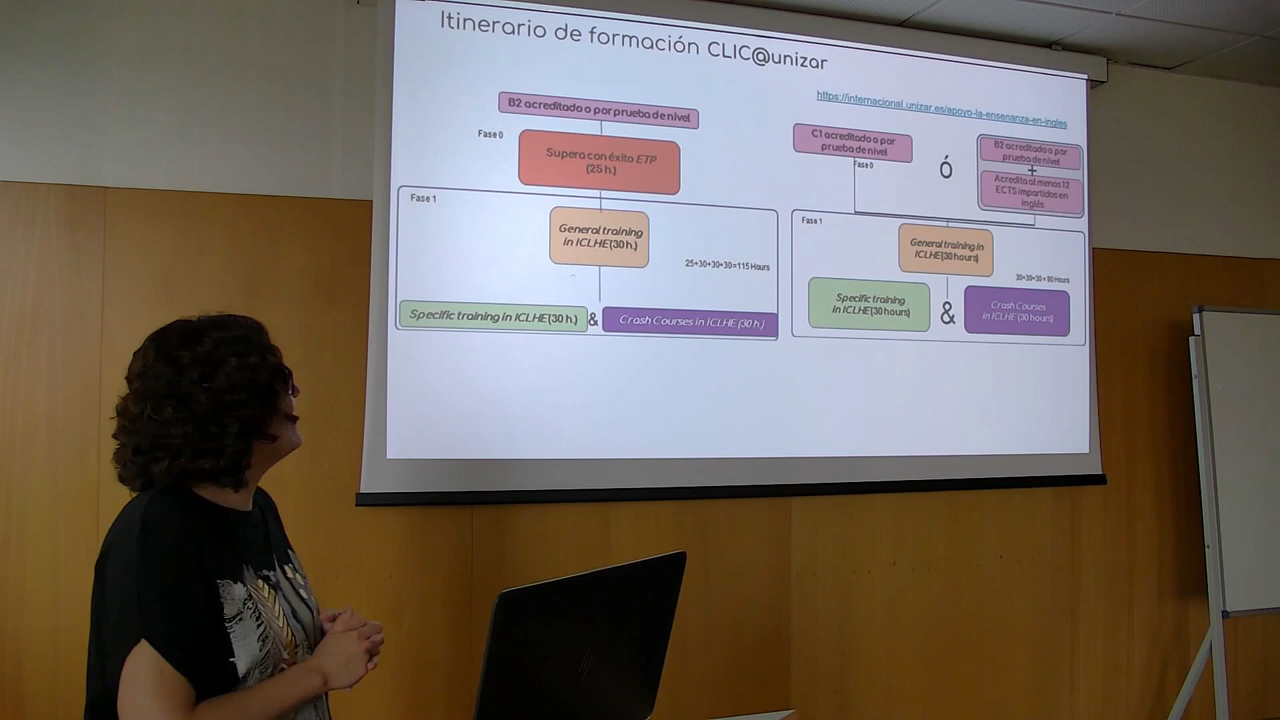 Itinerario de formación CLIC@unizar
https://internacional.unizar.es/apoyo-la-ensenanza-en-ingles
B2 acreditado o por prueba de nivel
Fase 0
Supera con éxito ETP
(25 h.)
Fase 1
General training
in ICLHE(30 h.)
25+30+30+30=115 Hours
Specific training in ICLHE(30 h.)
&
Crash Courses in ICLHE (30 h.)
C1 acreditado o por
prueba de nivel
Fase 0
Ó
B2 acreditado o por
prueba de nivel
+
Acredita al menos 12
ECTS impartidos en
inglés
Fase 1
General training in
ICLHE(30 hours)
30+30+30 = 90 Hours
Specific training
in ICLHE(30 hours)
&
Crash Courses
in ICLHE (30 hours)